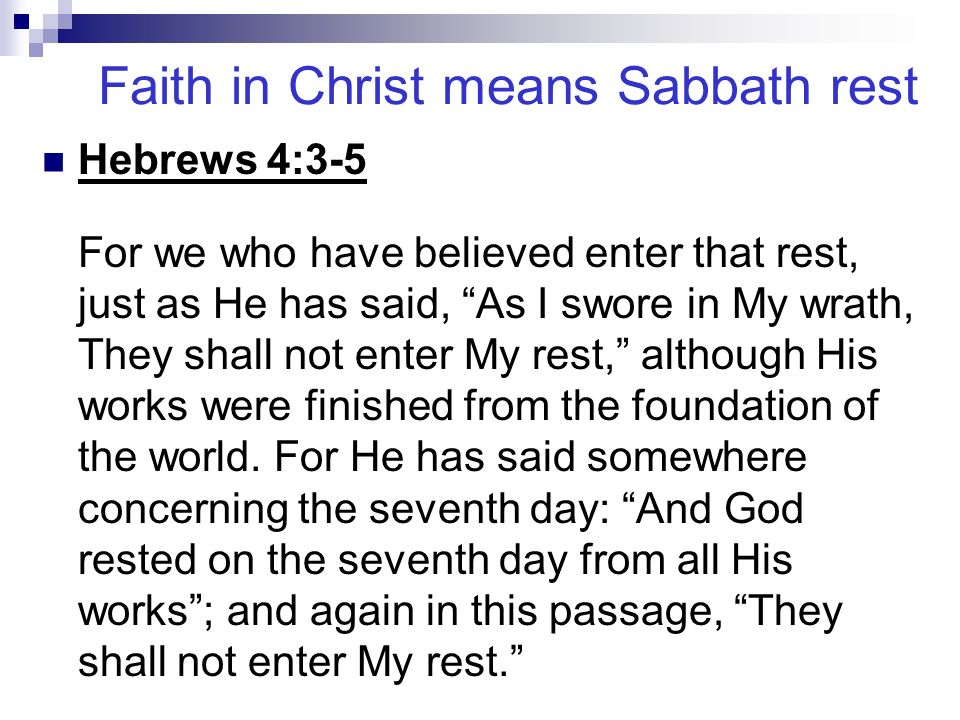 Faith in Christ means Sabbath rest
Hebrews 4:3-5
For we who have believed enter that rest,
just as He has said, “As I swore in My wrath,
They shall not enter My rest,” although His
works were finished from the foundation of
the world. For He has said somewhere
concerning the seventh day: “And God
rested on the seventh day from all His
works”; and again in this passage, “They
shall not enter My rest.”